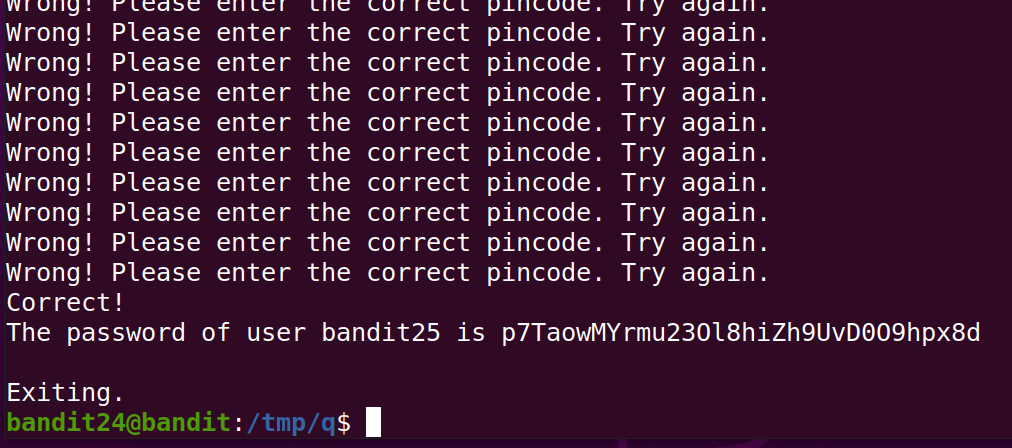 Wrong! Please enter the correct pincode. Try again.
Wrong! Please enter the correct pincode. Try again.
Wrong! Please enter the correct pincode. Try again.
Wrong! Please enter the correct pincode. Try again.
Wrong! Please enter the correct pincode. Try again.
Wrong! Please enter the correct pincode. Try again.
Wrong! Please enter the correct pincode. Try again.
Wrong! Please enter the correct pincode. Try again.
Wrong! Please enter the correct pincode. Try again.
Wrong! Please enter the correct pincode. Try again.
Correct!
The password of user bandit25 is p7TaowMYrmu23Ol8hiZh9UvD0O9hpx8d
Exiting.
bandit24@bandit:/tmp/q$